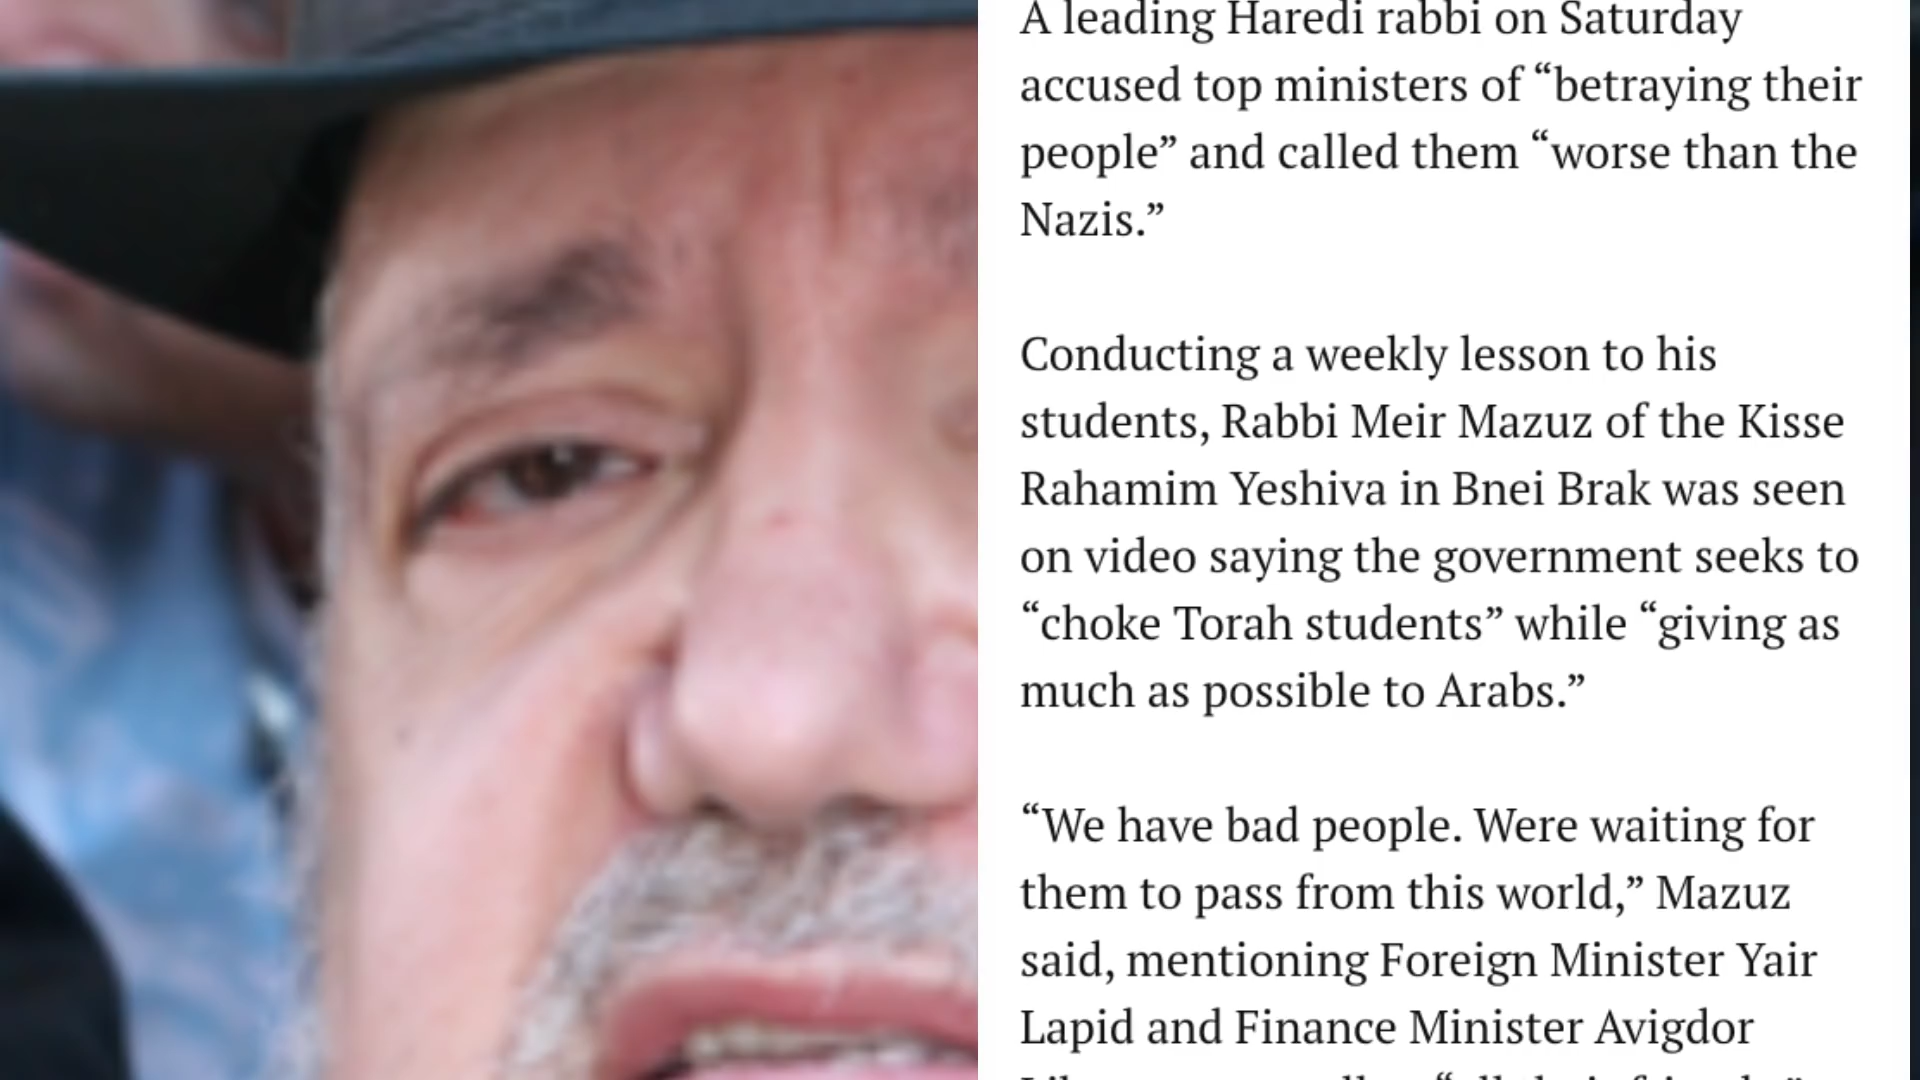 A leading Haredi rabbi on Saturday
accused top ministers of “betraying their
people” and called them “worse than the
Nazis.”
Conducting a weekly lesson to his
students, Rabbi Meir Mazuz of the Kisse
Rahamim Yeshiva in Bnei Brak was seen
on video saying the government seeks to
“choke Torah students” while “giving as
much as possible to Arabs.”
“We have bad people. Were waiting for
them to pass from this world,” Mazuz
said, mentioning Foreign Minister Yair
Lapid and Finance Minister Avigdor